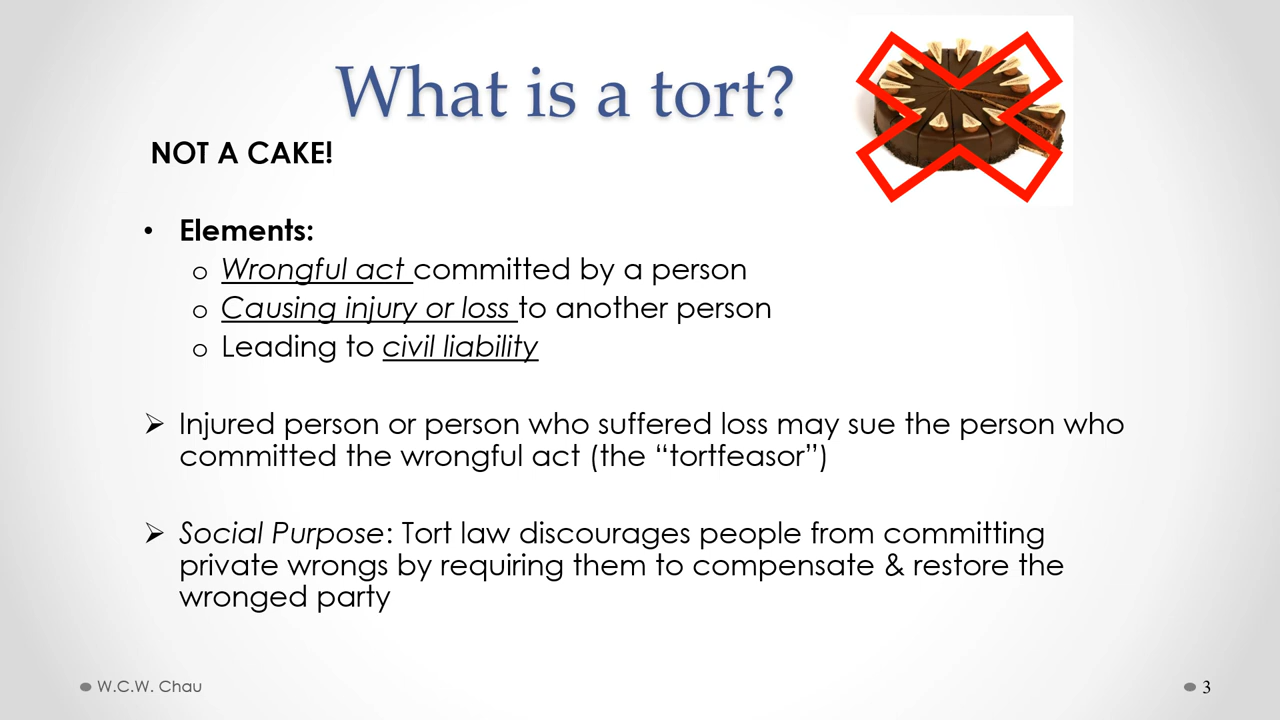 What is a tort?
NOT A CAKE!
• Elements:
o Wrongful act committed by a person
o Causing injury or loss to another person
o Leading to civil liability
➢ Injured person or person who suffered loss may sue the person who
committed the wrongful act (the “tortfeasor”)
➢ Social Purpose: Tort law discourages people from committing
private wrongs by requiring them to compensate & restore the
wronged party
W.C.W. Chau
3